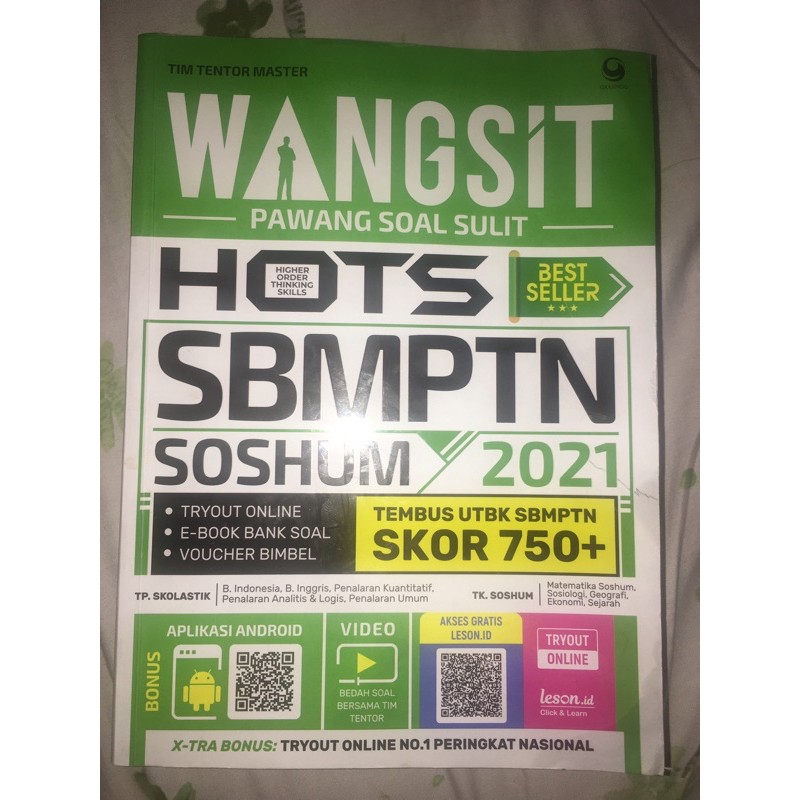 TIM TENTOR MASTER
WANGSIT
PAWANG SOAL SULIT
HOTS
HIGHER
ORDER
THINKING
SKILLS
BEST
SELLER
SBMPTN
SOSHUM
2021
• TRYOUT ONLINE
• E-BOOK BANK SOAL
• VOUCHER BIMBEL
TEMBUS UTBK SBMPTN
SKOR 750+
TP. SKOLASTIK
B. Indonesia, B. Inggris, Penalaran Kuantitatif,
Penalaran Analitis & Logis, Penalaran Umum
TK. SOSHUM
Matematika Soshum,
Sosiologi, Geografi,
Ekonomi, Sejarah
BONUS
APLIKASI ANDROID
VIDEO
BEDAH SOAL
BERSAMA TIM
TENTOR
AKSES GRATIS
LESON.ID
TRYOUT
ONLINE
leson.id
Click & Learn
X-TRA BONUS: TRYOUT ONLINE NO.1 PERINGKAT NASIONAL